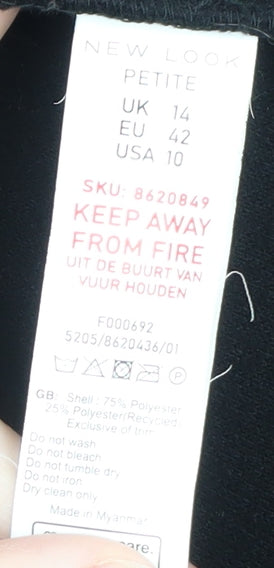 NEW LOOK
PETITE
UK 14
EU 42
USA 10
SKU: 8620849
KEEP AWAY
FROM FIRE
UIT DE BUURT VAN
VUUR HOUDEN
F000692
5205/8620436/01
P
GB: Shell : 75% Polyester
25% Polyester(Recycled)
Exclusive of trim
Do not wash
Do not bleach
Do not tumble dry
Do not iron
Dry clean only
Made in Myanmar
care.